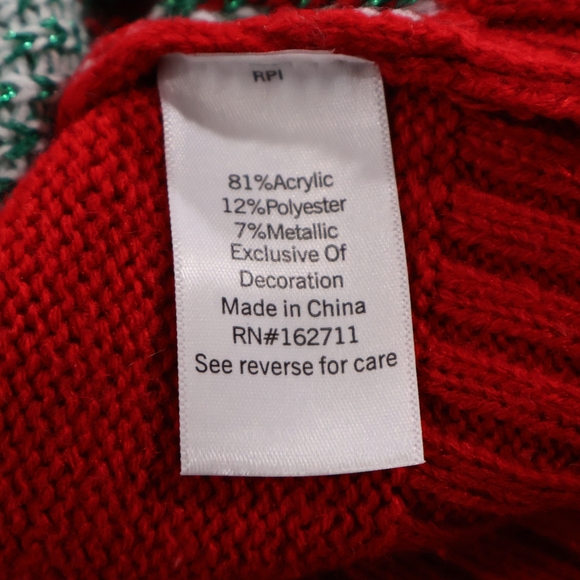 RPI
81%Acrylic
12%Polyester
7%Metallic
Exclusive Of
Decoration
Made in China
RN#162711
See reverse for care